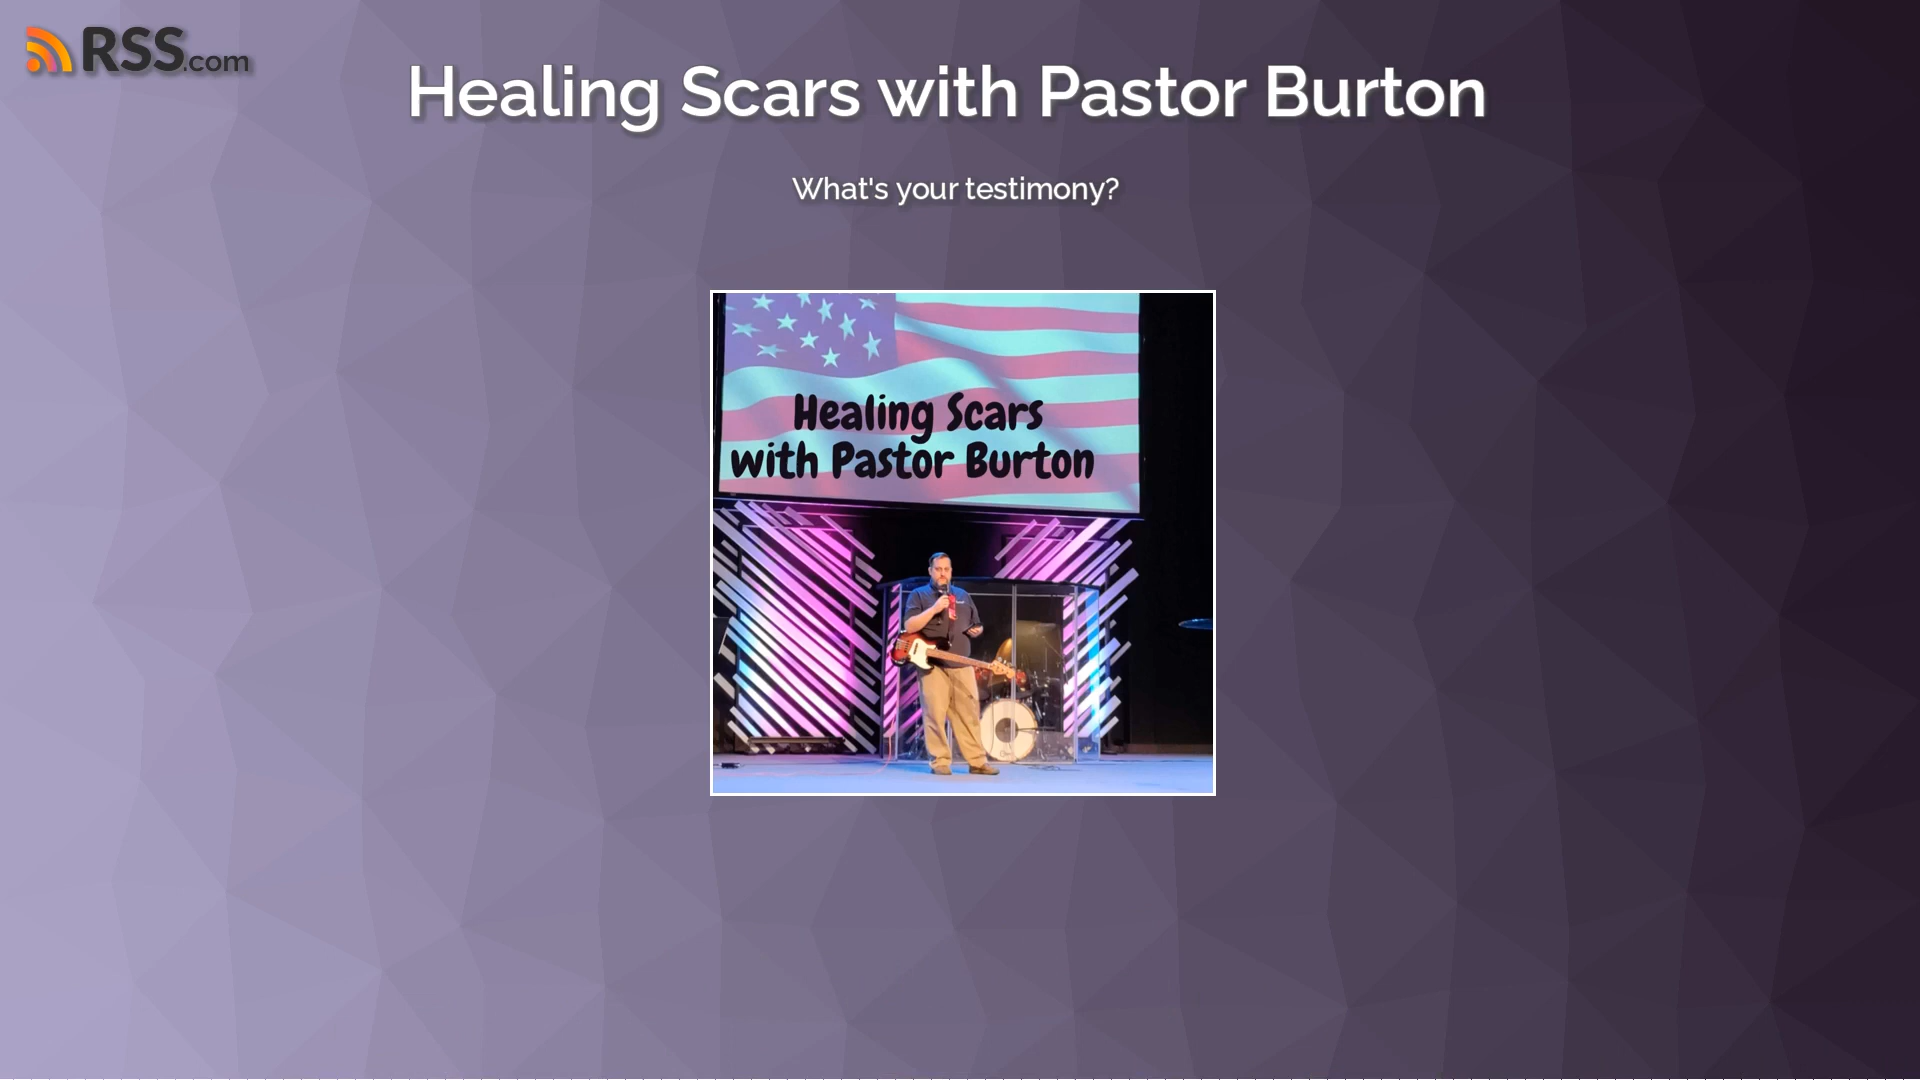 RSS.com
Healing Scars with Pastor Burton
What's your testimony?
Healing Scars
with Pastor Burton